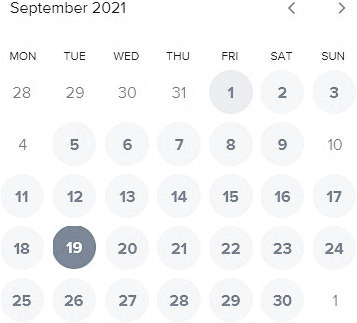 September 2021
MON TUE WED THU FRI SAT SUN
28 29 30 31 1 2 3
4 5 6 7 8 9 10
11 12 13 14 15 16 17
18 19 20 21 22 23 24
25 26 27 28 29 30 1